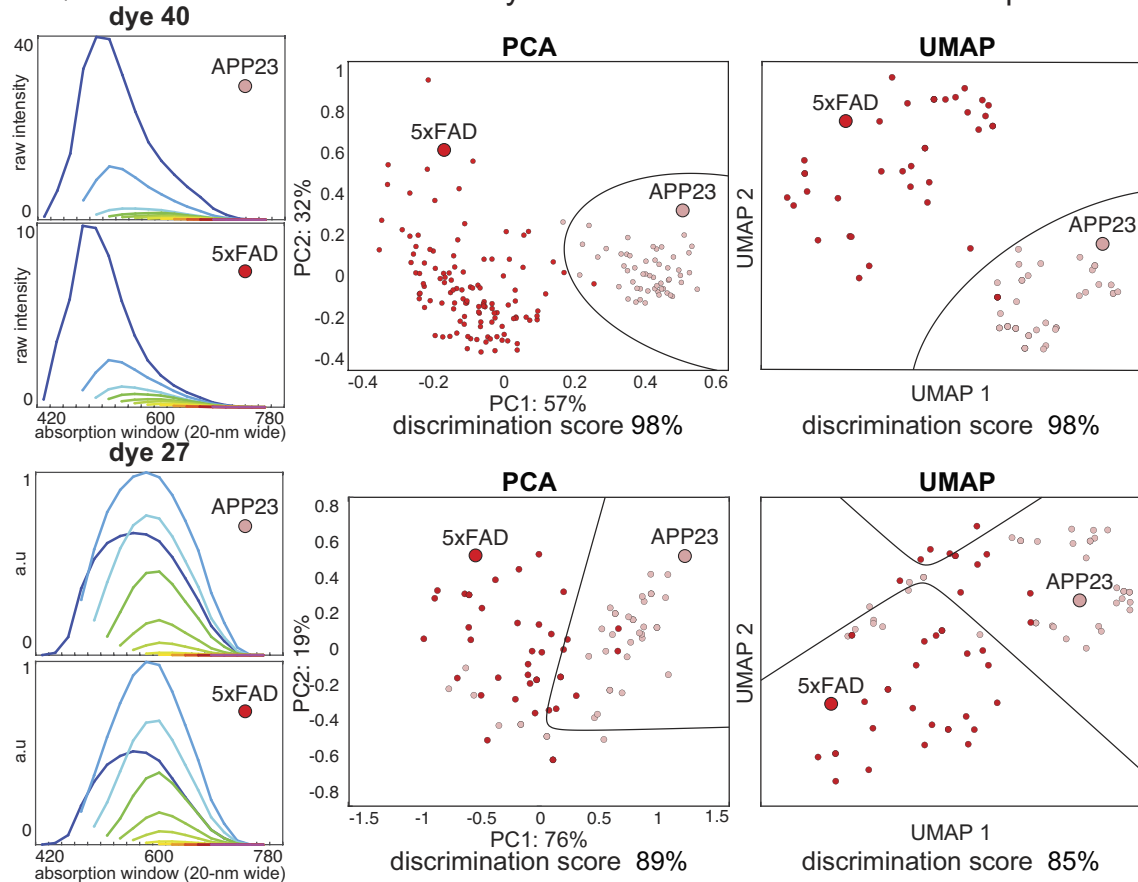 dye 40
40
raw intensity
0
APP23
10
raw intensity
0
5xFAD
420 600 780
absorption window (20-nm wide)
PCA
1
0.8
0.6
0.4
0.2
0
-0.2
-0.4
PC2: 32%
5xFAD
APP23
-0.4 -0.2 0 0.2 0.4 0.6
PC1: 57%
discrimination score 98%
UMAP
UMAP 2
5xFAD
APP23
UMAP 1
discrimination score 98%
dye 27
1
a.u
0
APP23
1
a.u
0
5xFAD
420 600 780
absorption window (20-nm wide)
PCA
0.8
0.6
0.4
0.2
0
-0.2
-0.4
-0.6
-0.8
PC2: 19%
5xFAD
APP23
-1.5 -1 -0.5 0 0.5 1 1.5
PC1: 76%
discrimination score 89%
UMAP
UMAP 2
APP23
5xFAD
UMAP 1
discrimination score 85%